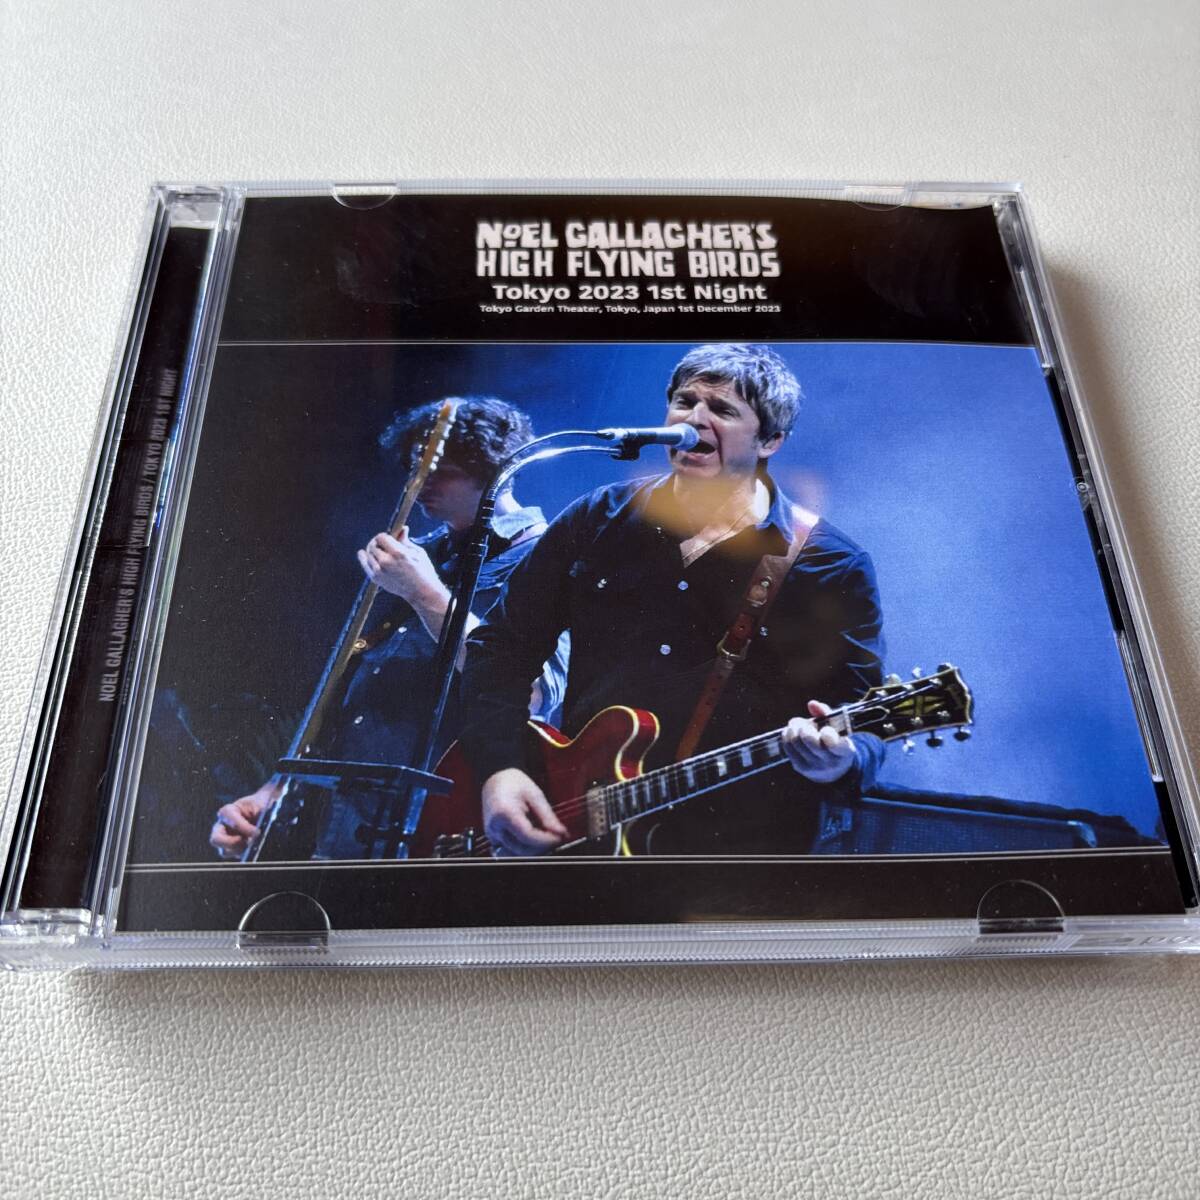 NOEL GALLAGHER'S
HIGH FLYING BIRDS
Tokyo 2023 1st Night
Tokyo Garden Theater, Tokyo, Japan 1st December 2023
NOEL GALLAGHER'S HIGH FLYING BIRDS / TOKYO 2023 1ST NIGHT